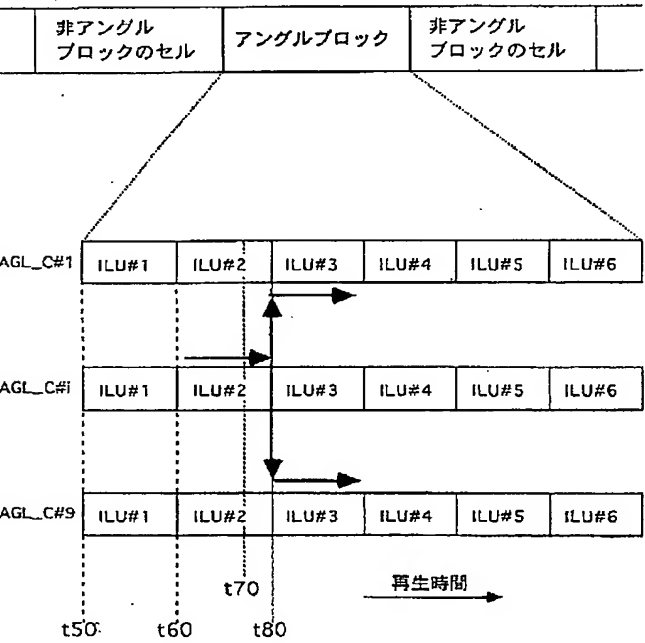 非アングル
ブロックのセル
アングルブロック
非アングル
ブロックのセル
AGL_C#1 ILU#1 ILU#2 ILU#3 ILU#4 ILU#5 ILU#6
AGL_C#i ILU#1 ILU#2 ILU#3 ILU#4 ILU#5 ILU#6
AGL_C#9 ILU#1 ILU#2 ILU#3 ILU#4 ILU#5 ILU#6
t70
再生時間
t50 t60 t80